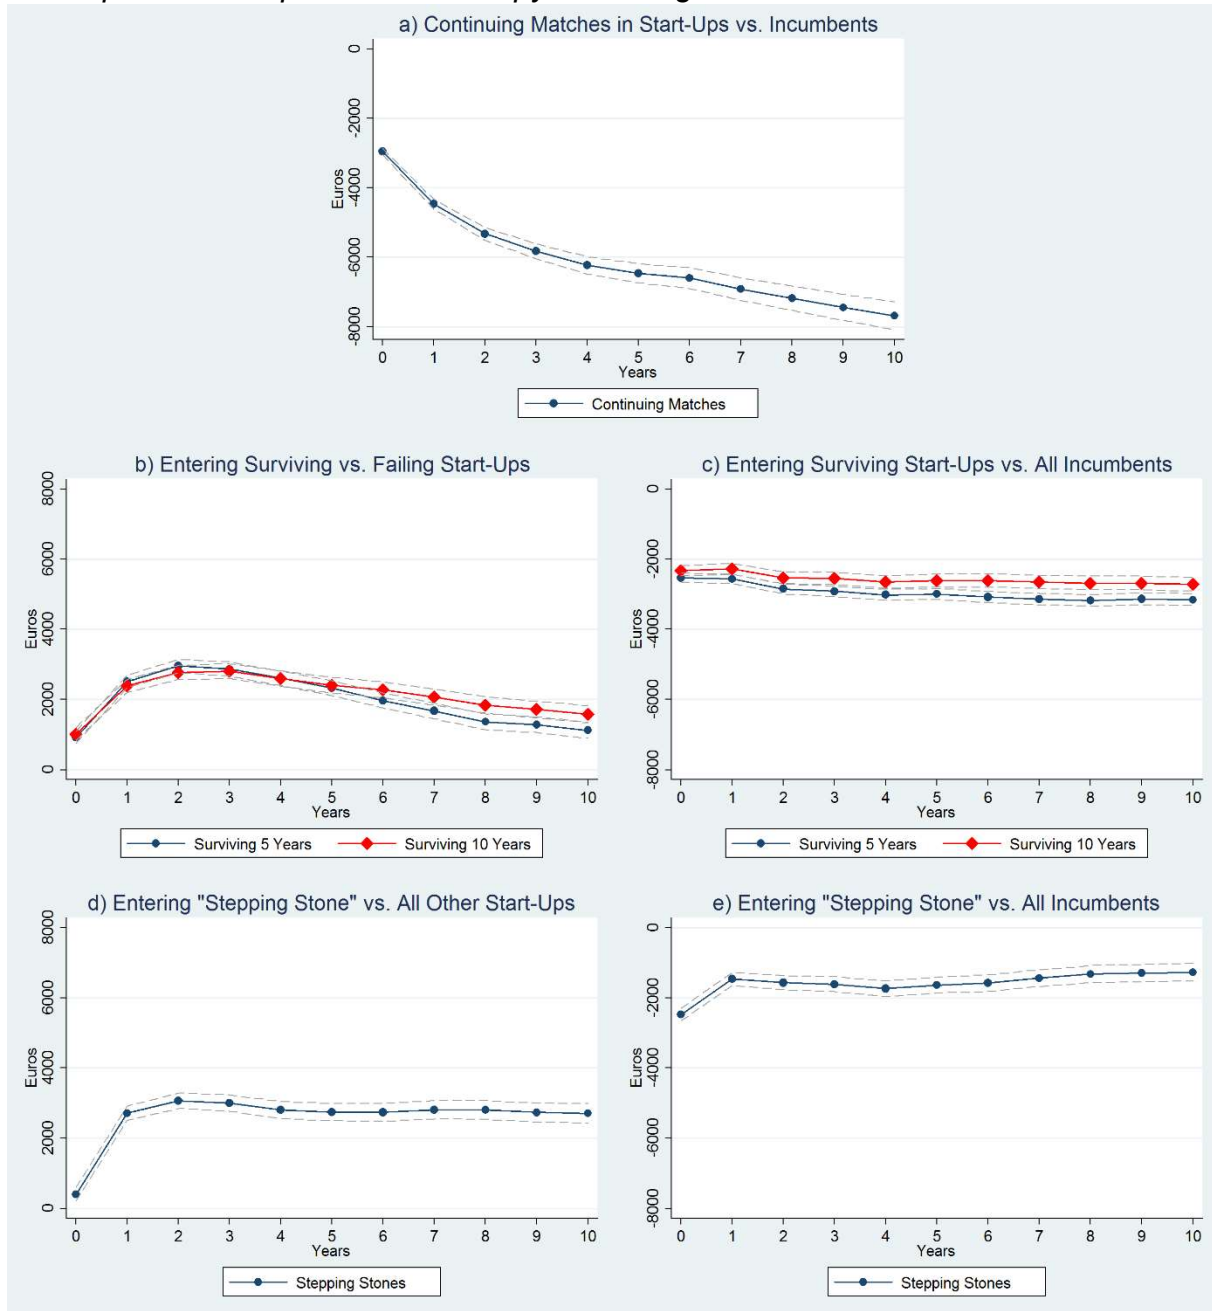 a) Continuing Matches in Start-Ups vs. Incumbents
Euros
0
-2000
-4000
-6000
-8000
0 1 2 3 4 5 6 7 8 9 10
Years
Continuing Matches
b) Entering Surviving vs. Failing Start-Ups
Euros
8000
6000
4000
2000
0
0 1 2 3 4 5 6 7 8 9 10
Years
Surviving 5 Years Surviving 10 Years
c) Entering Surviving Start-Ups vs. All Incumbents
Euros
0
-2000
-4000
-6000
-8000
0 1 2 3 4 5 6 7 8 9 10
Years
Surviving 5 Years Surviving 10 Years
d) Entering "Stepping Stone" vs. All Other Start-Ups
Euros
8000
6000
4000
2000
0
0 1 2 3 4 5 6 7 8 9 10
Years
Stepping Stones
e) Entering "Stepping Stone" vs. All Incumbents
Euros
0
-2000
-4000
-6000
-8000
0 1 2 3 4 5 6 7 8 9 10
Years
Stepping Stones